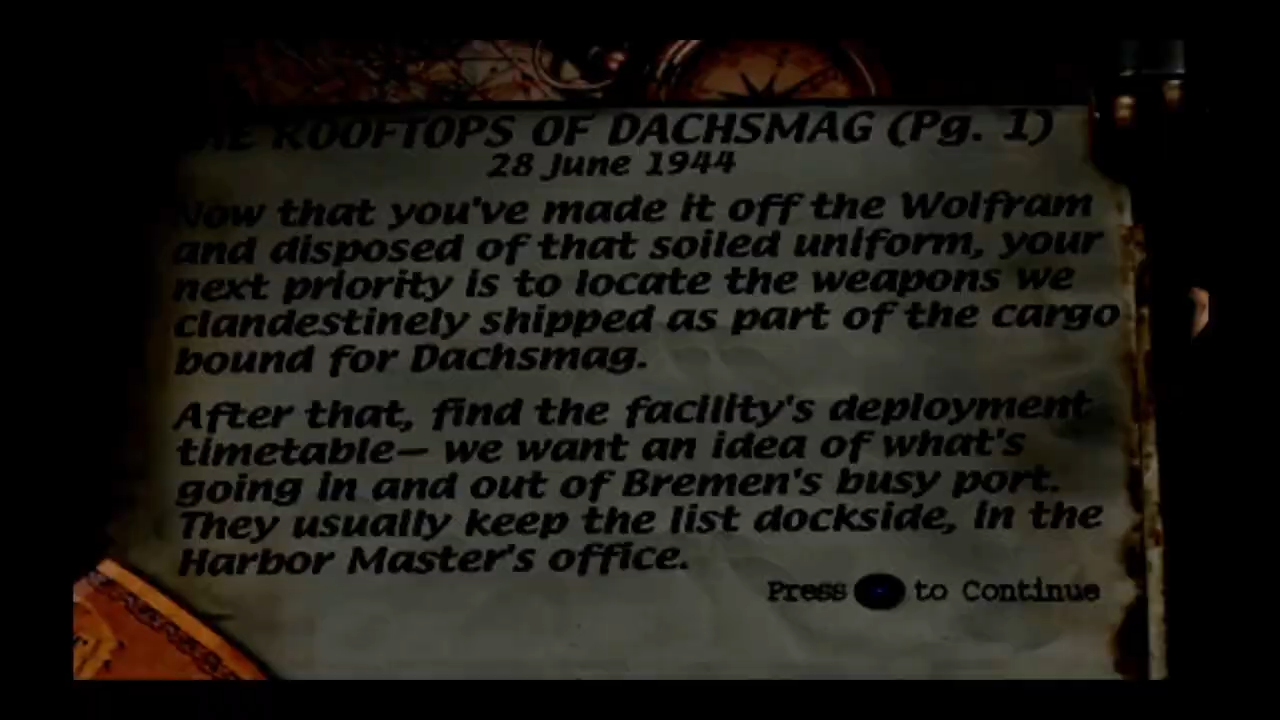 THE ROOFTOPS OF DACHSMAG (Pg. 1)
28 June 1944
Now that you've made it off the Wolfram
and disposed of that soiled uniform, your
next priority is to locate the weapons we
clandestinely shipped as part of the cargo
bound for Dachsmag.
After that, find the facility's deployment
timetable— we want an idea of what's
going in and out of Bremen's busy port.
They usually keep the list dockside, in the
Harbor Master's office.
Press to Continue